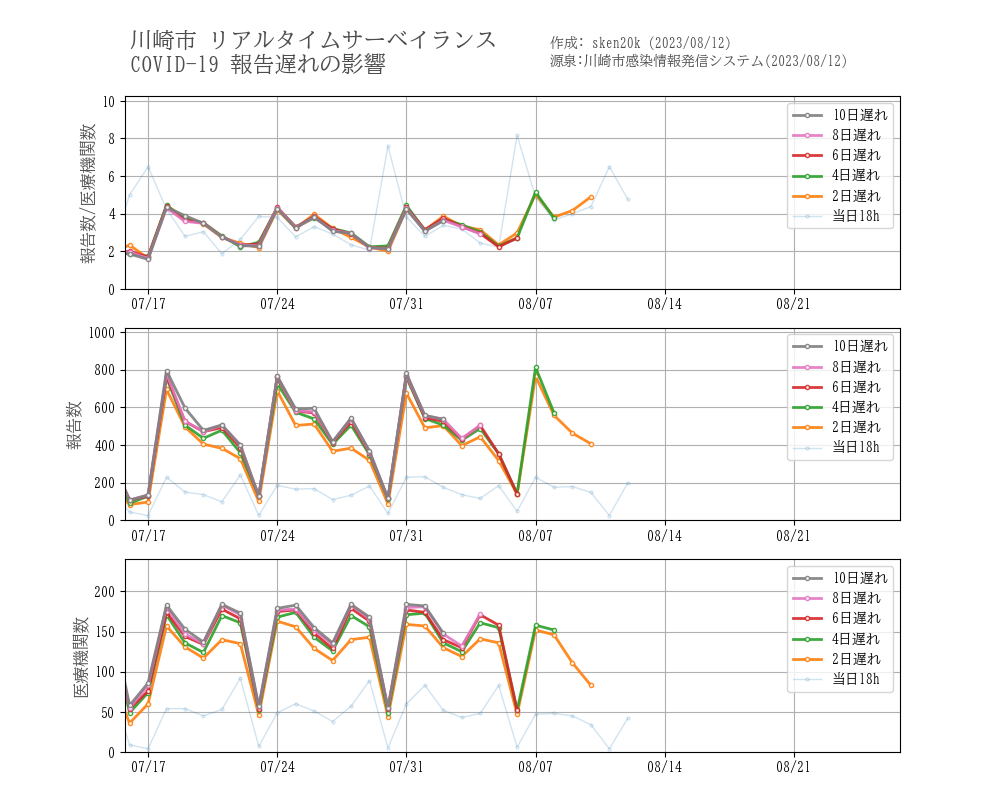 川崎市 リアルタイムサーベイランス
COVID-19 報告遅れの影響
作成: sken20k (2023/08/12)
源泉:川崎市感染情報発信システム(2023/08/12)
報告数/医療機関数
10
8
6
4
2
0
10日遅れ
8日遅れ
6日遅れ
4日遅れ
2日遅れ
当日18h
07/17 07/24 07/31 08/07 08/14 08/21
報告数
1000
800
600
400
200
0
10日遅れ
8日遅れ
6日遅れ
4日遅れ
2日遅れ
当日18h
07/17 07/24 07/31 08/07 08/14 08/21
医療機関数
200
150
100
50
0
10日遅れ
8日遅れ
6日遅れ
4日遅れ
2日遅れ
当日18h
07/17 07/24 07/31 08/07 08/14 08/21